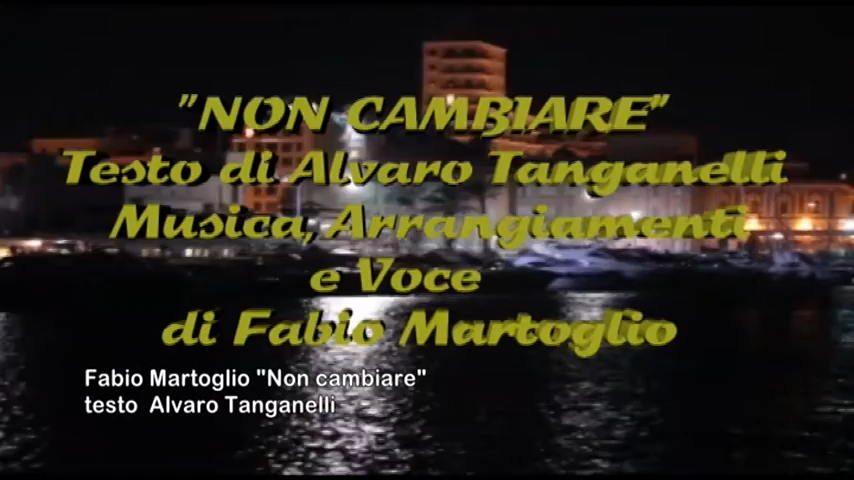 "NON CAMBIARE"
Testo di Alvaro Tanganelli
Musica, Arrangiamenti
e Voce
di Fabio Martoglio
Fabio Martoglio "Non cambiare"
testo Alvaro Tanganelli